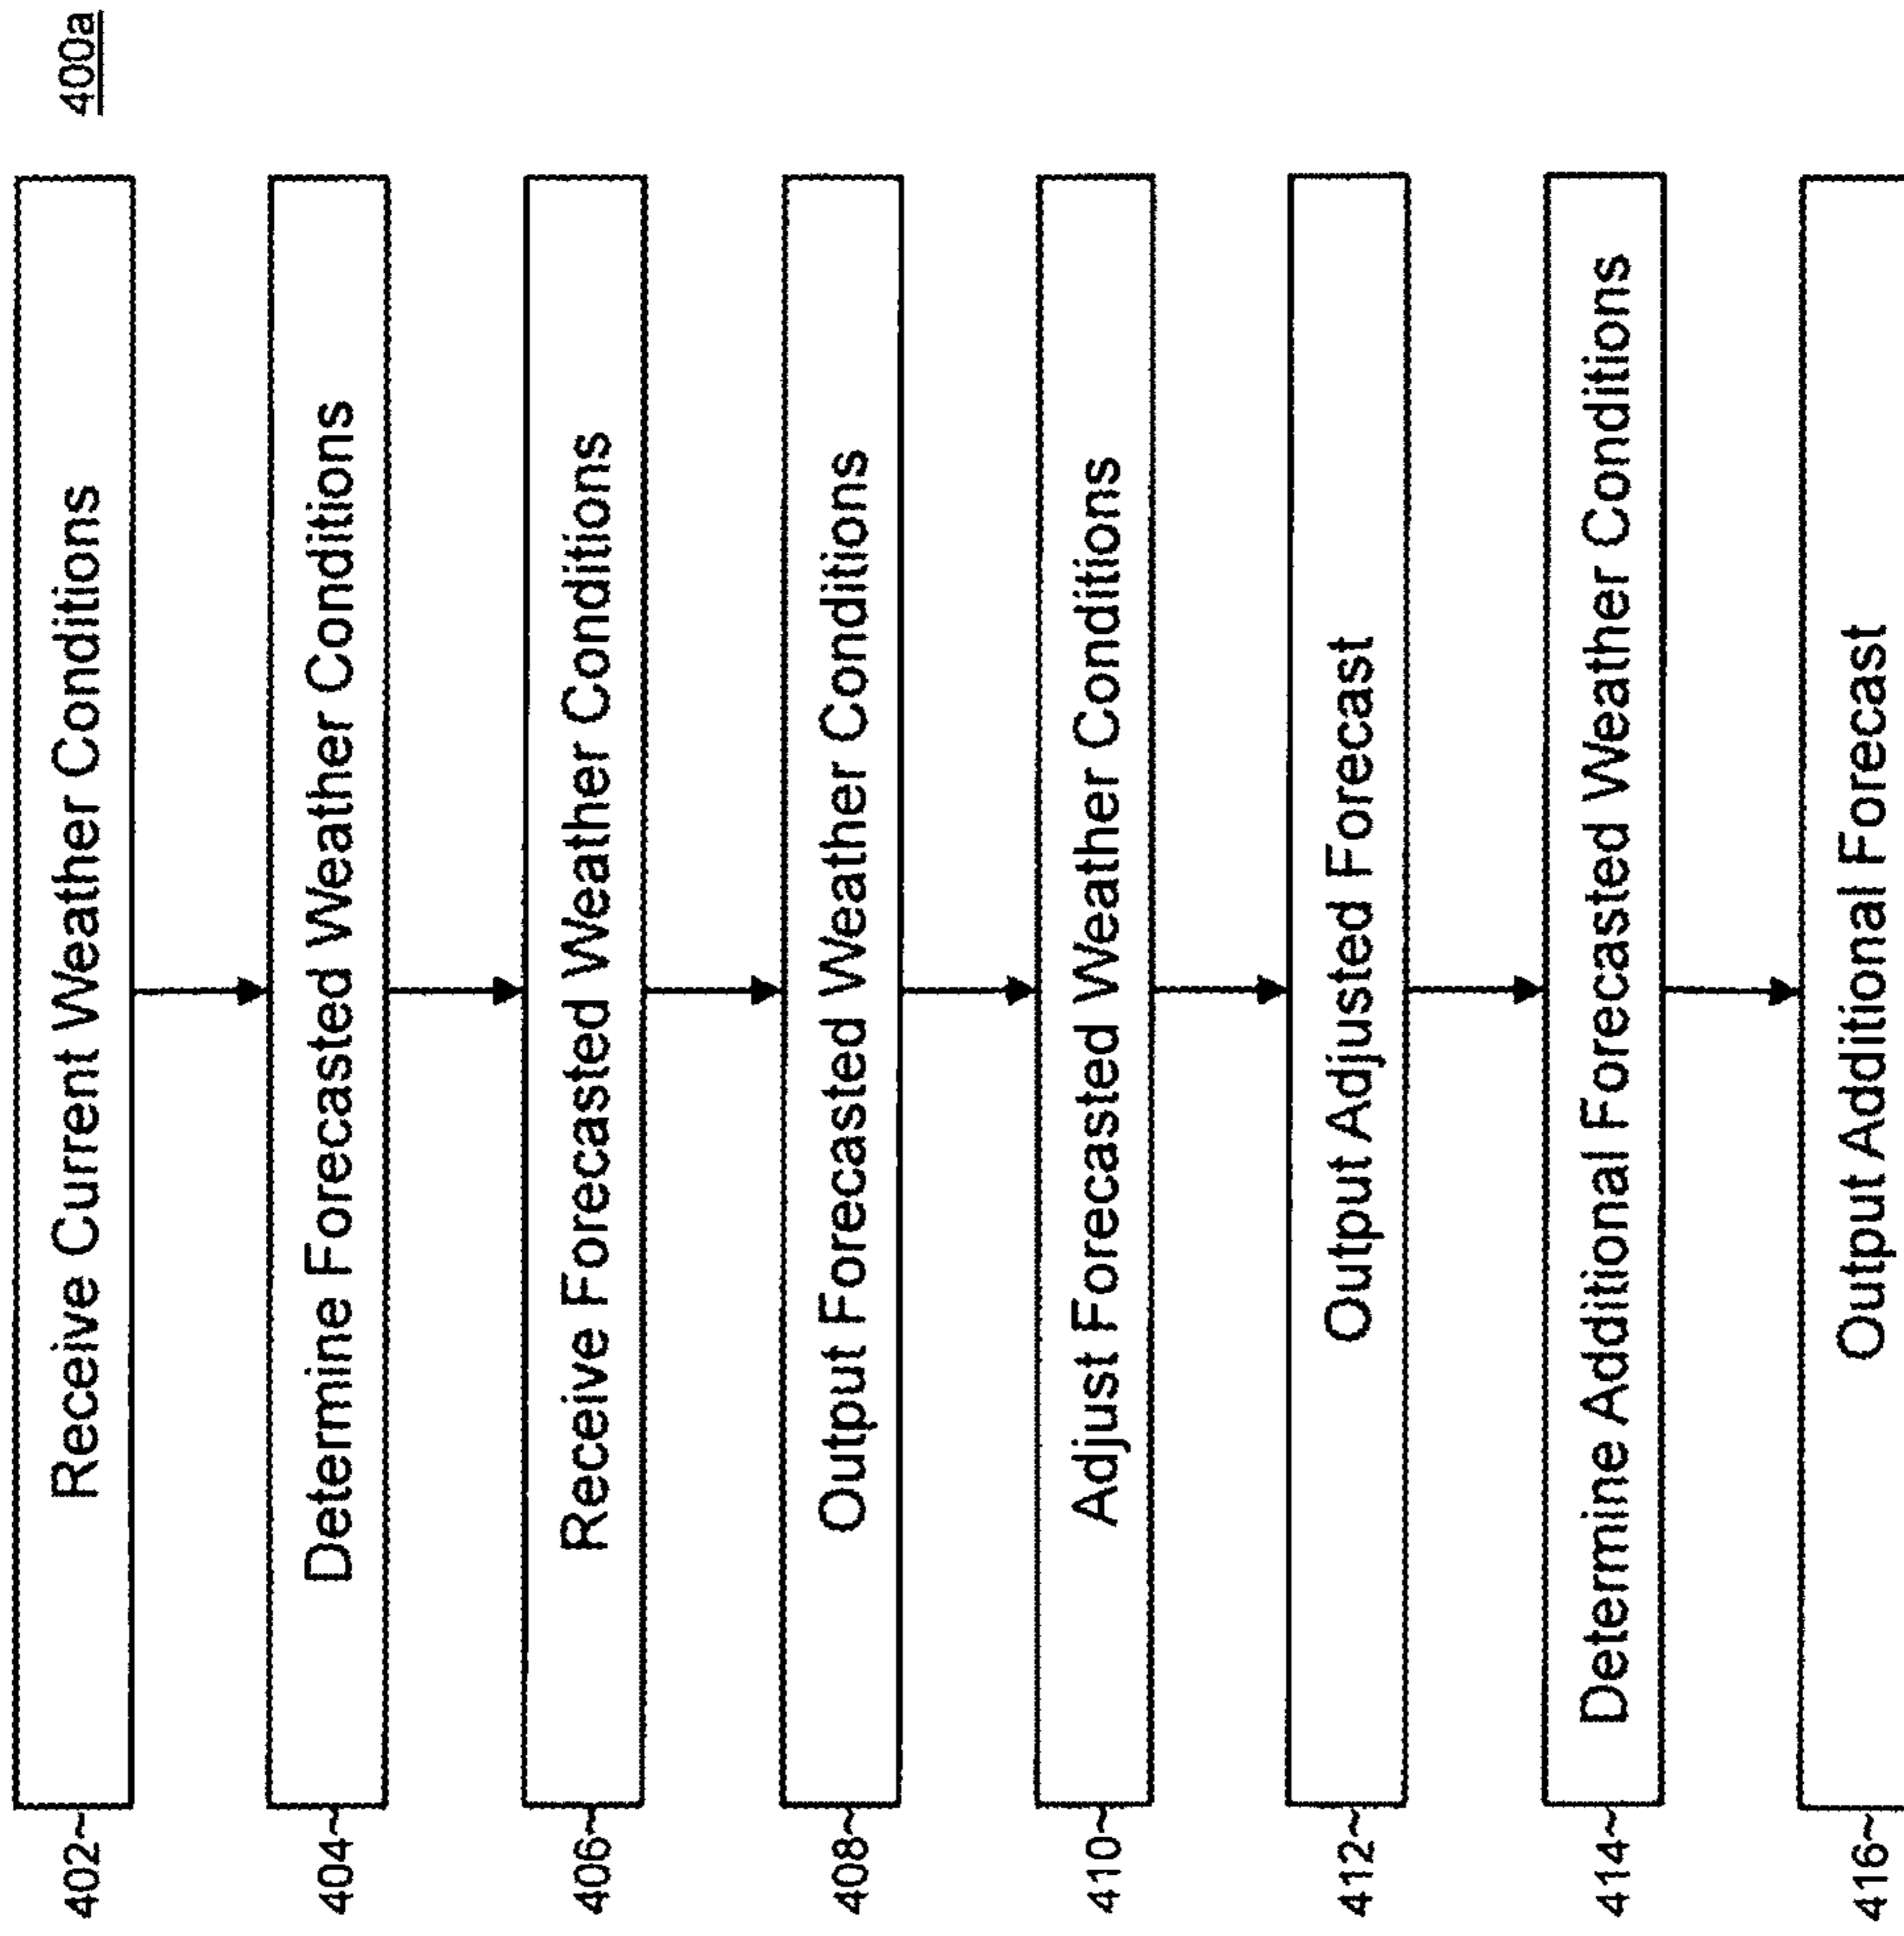 400a
402~ Receive Current Weather Conditions
404~ Determine Forecasted Weather Conditions
406~ Receive Forecasted Weather Conditions
408~ Output Forecasted Weather Conditions
410~ Adjust Forecasted Weather Conditions
412~ Output Adjusted Forecast
414~ Determine Additional Forecasted Weather Conditions
416~ Output Additional Forecast